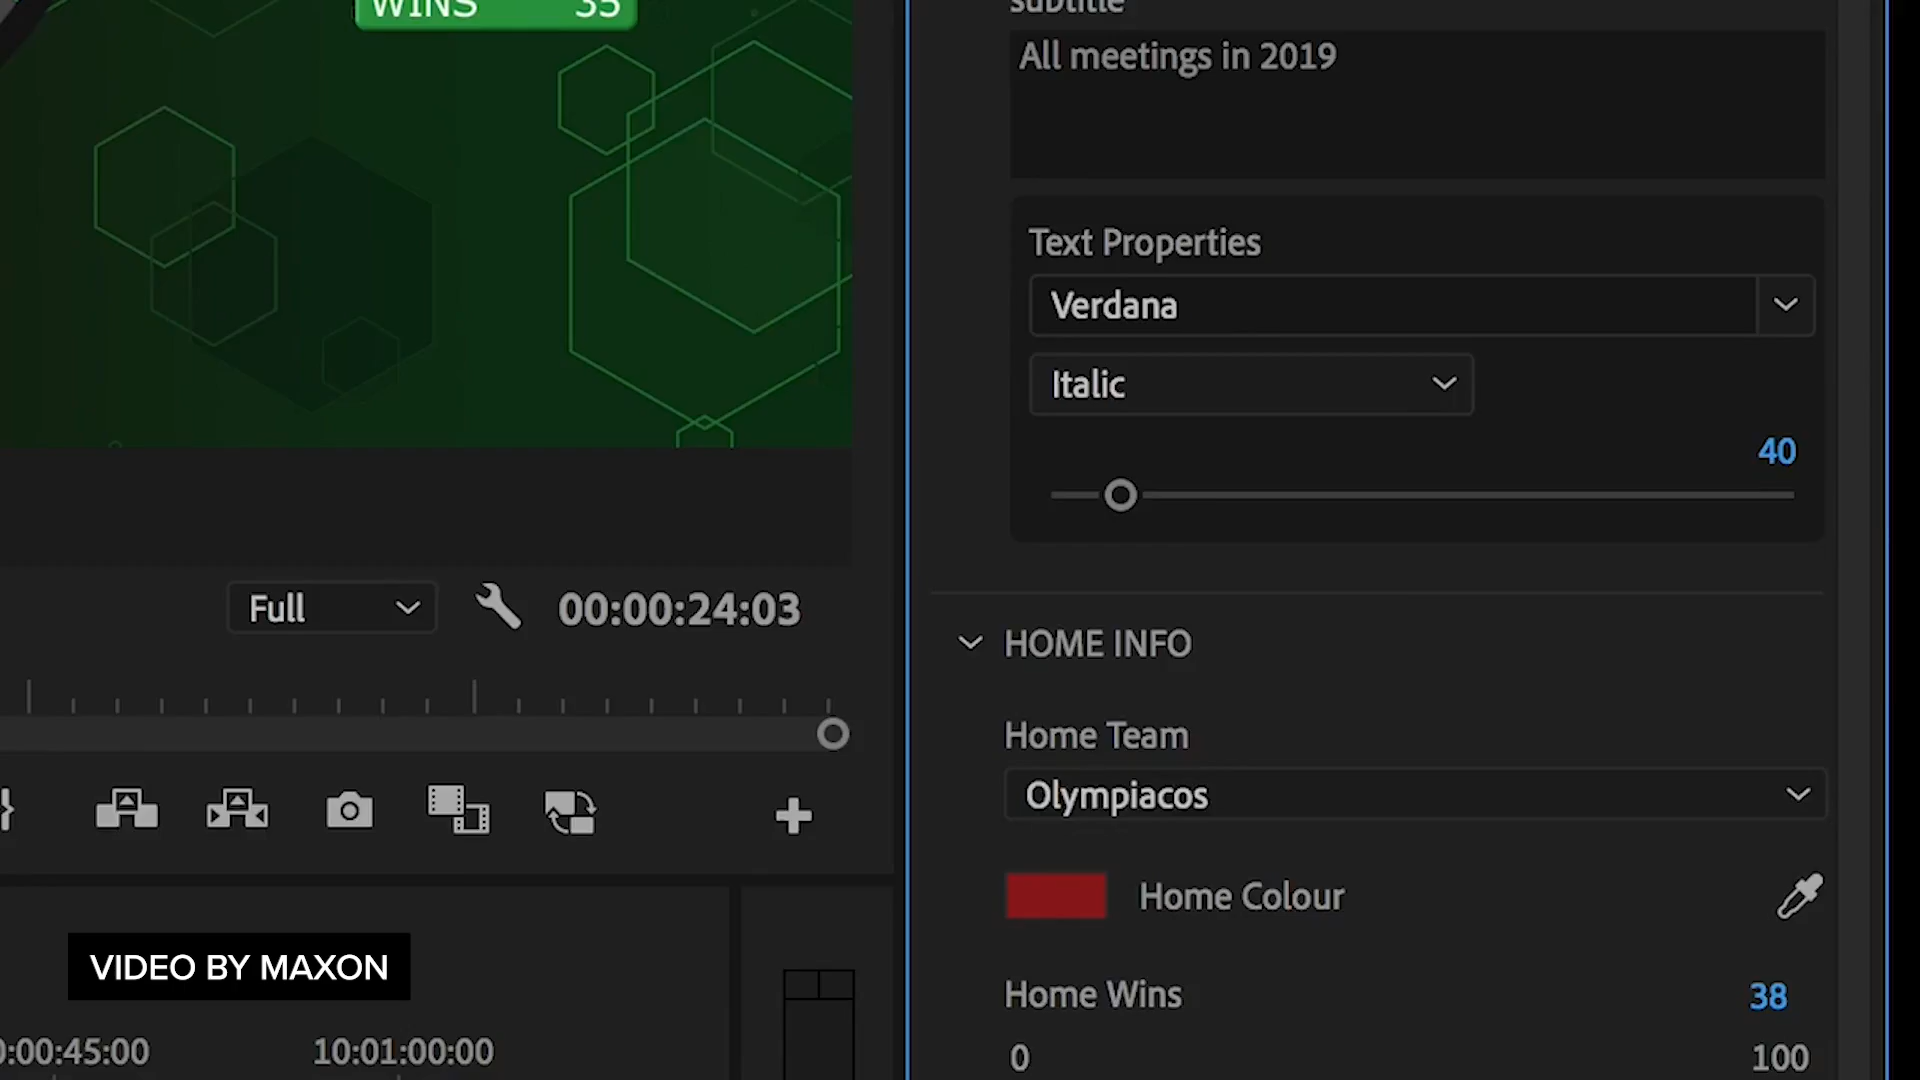 WINS 35
subtitle
All meetings in 2019
Text Properties
Verdana
Italic
40
Full
00:00:24:03
HOME INFO
Home Team
Olympiacos
Home Colour
VIDEO BY MAXON
Home Wins
38
0:00:45:00
10:01:00:00
0
100